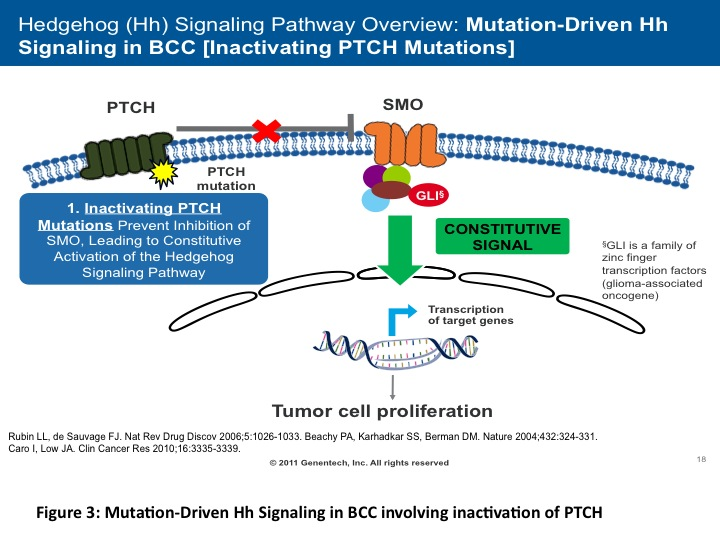 Hedgehog (Hh) Signaling Pathway Overview: Mutation-Driven Hh
Signaling in BCC [Inactivating PTCH Mutations]
PTCH
SMO
PTCH
mutation
GLI§
1. Inactivating PTCH
Mutations Prevent Inhibition of
SMO, Leading to Constitutive
Activation of the Hedgehog
Signaling Pathway
CONSTITUTIVE
SIGNAL
§GLI is a family of
zinc finger
transcription factors
(glioma-associated
oncogene)
Transcription
of target genes
Tumor cell proliferation
Rubin LL, de Sauvage FJ. Nat Rev Drug Discov 2006;5:1026-1033. Beachy PA, Karhadkar SS, Berman DM. Nature 2004;432:324-331.
Caro I, Low JA. Clin Cancer Res 2010;16:3335-3339.
© 2011 Genentech, Inc. All rights reserved
18
Figure 3: Mutation-Driven Hh Signaling in BCC involving inactivation of PTCH